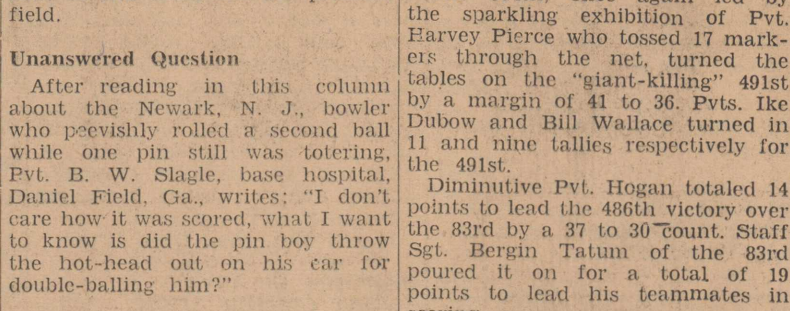 field.
Unanswered Question
After reading in this column
about the Newark, N. J., bowler
who peevishly rolled a second ball
while one pin still was totering,
Pvt. B. W. Slagle, base hospital,
Daniel Field, Ga., writes: "I don't
care how it was scored, what I want
to know is did the pin boy throw
the hot-head out on his ear for
double-balling him?"
the sparkling exhibition of Pvt.
Harvey Pierce who tossed 17 mark-
ers through the net, turned the
tables on the "giant-killing" 491st
by a margin of 41 to 36. Pvts. Ike
Dubow and Bill Wallace turned in
11 and nine tallies respectively for
the 491st.
Diminutive Pvt. Hogan totaled 14
points to lead the 486th victory over
the 83rd by a 37 to 30 count. Staff
Sgt. Bergin Tatum of the 83rd
poured it on for a total of 19
points to lead his teammates in